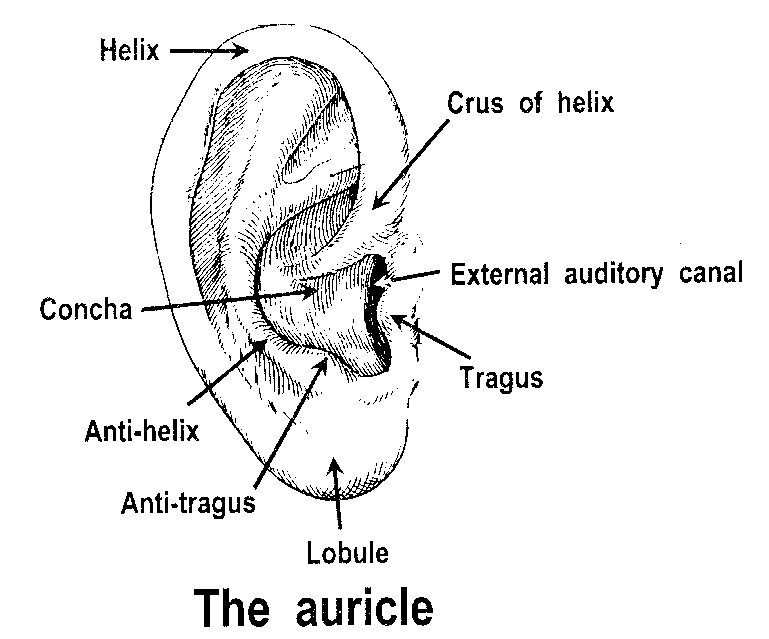 Helix
Crus of helix
External auditory canal
Concha
Tragus
Anti-helix
Anti-tragus
Lobule
The auricle